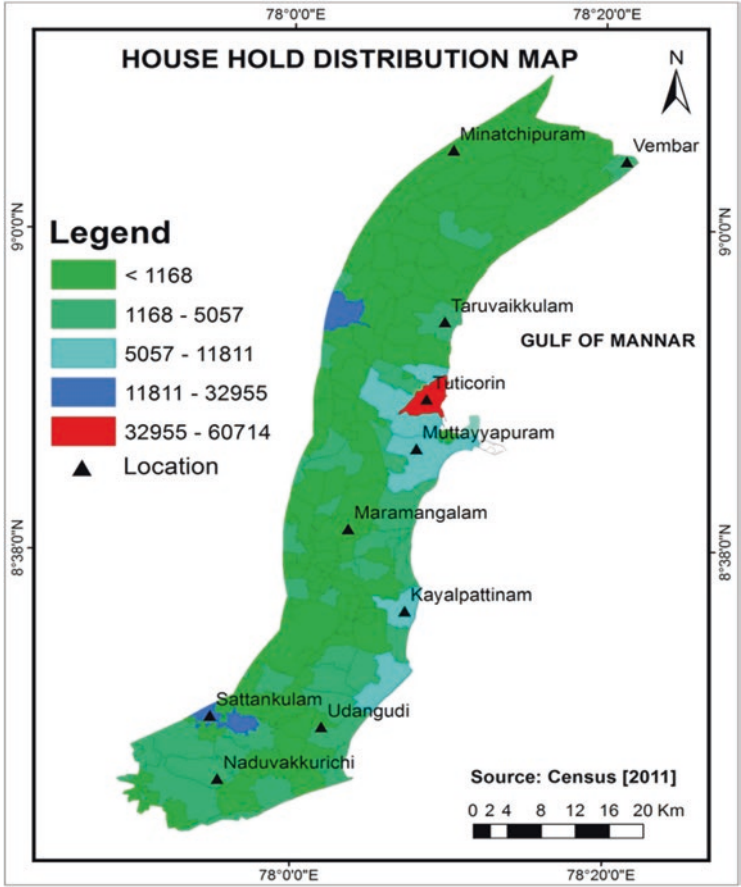 78°0'0"E 78°20'0"E
HOUSE HOLD DISTRIBUTION MAP
N
Minatchipuram
Vembar
9°0'0"N 9°0'0"N
Legend
< 1168
1168 - 5057
5057 - 11811
11811 - 32955
32955 - 60714
Location
Taruvaikkulam
GULF OF MANNAR
Tuticorin
Muttayyapuram
Maramangalam
8°38'0"N 8°38'0"N
Kayalpattinam
Sattankulam
Udangudi
Naduvakkurichi
Source: Census [2011]
0 2 4 8 12 16 20 Km
78°0'0"E 78°20'0"E